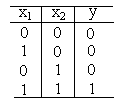 x₁ x₂ y
0 0 0
1 0 0
0 1 0
1 1 1